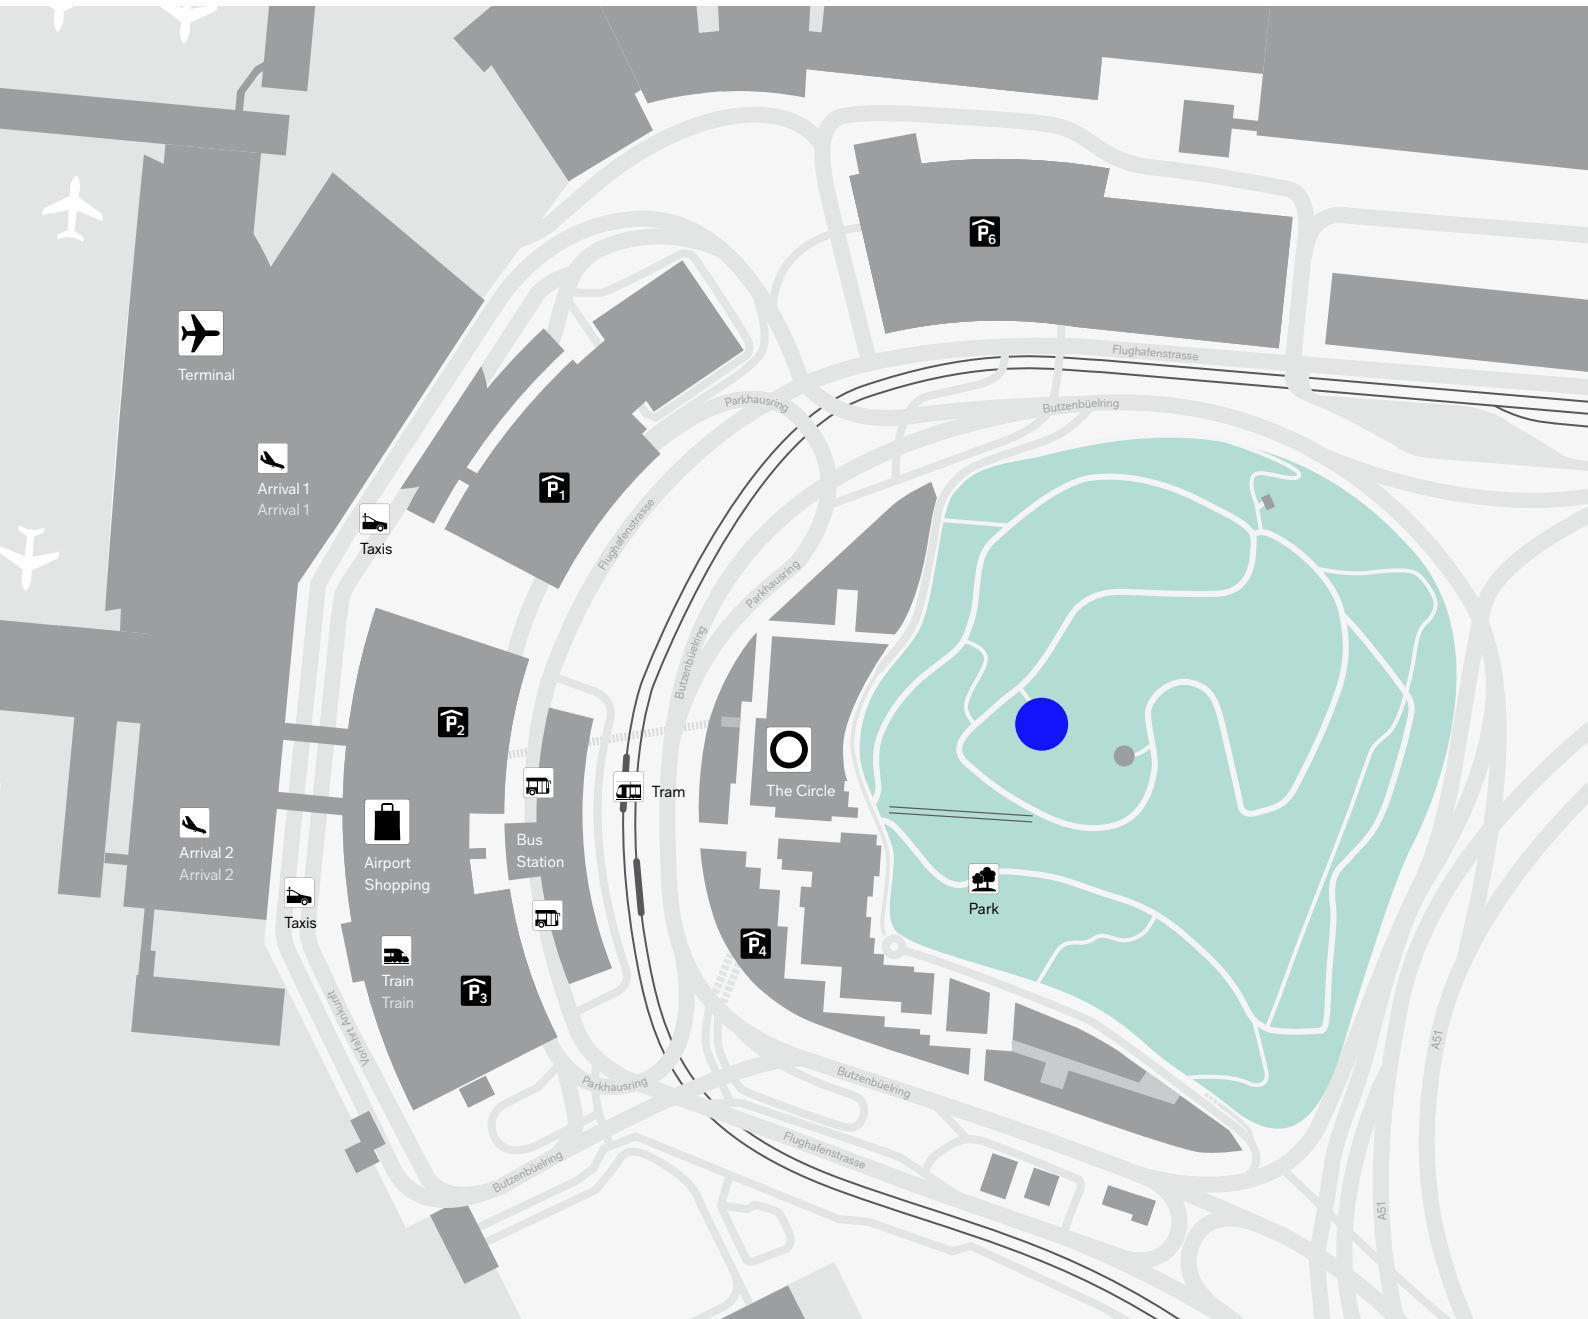 P6
Flughafenstrasse
Terminal
Parkhausring
Butzenbüelring
Arrival 1
Arrival 1
P1
Flughafenstrasse
Taxis
Parkhausring
Butzenbüelring
P2
The Circle
Tram
Bus
Station
Arrival 2
Arrival 2
Airport
Shopping
Taxis
Park
P4
Train
Train
P3
Vorfahrt Ankunft
A51
Parkhausring
Butzenbüelring
Flughafenstrasse
Butzenbüelring
A51